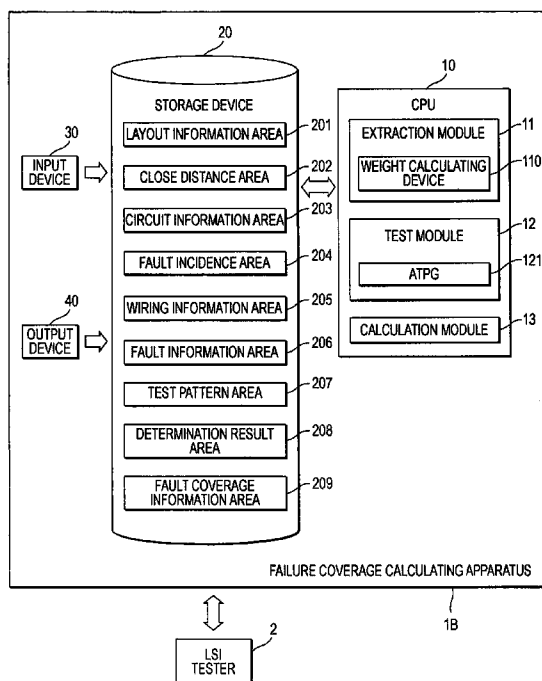 20
STORAGE DEVICE
LAYOUT INFORMATION AREA
201
CLOSE DISTANCE AREA
202
CIRCUIT INFORMATION AREA
203
FAULT INCIDENCE AREA
204
WIRING INFORMATION AREA
205
FAULT INFORMATION AREA
206
TEST PATTERN AREA
207
DETERMINATION RESULT
AREA
208
FAULT COVERAGE
INFORMATION AREA
209
30
INPUT
DEVICE
40
OUTPUT
DEVICE
10
CPU
EXTRACTION MODULE
11
WEIGHT CALCULATING
DEVICE
110
TEST MODULE
12
ATPG
121
CALCULATION MODULE
13
FAILURE COVERAGE CALCULATING APPARATUS
1B
2
LSI
TESTER